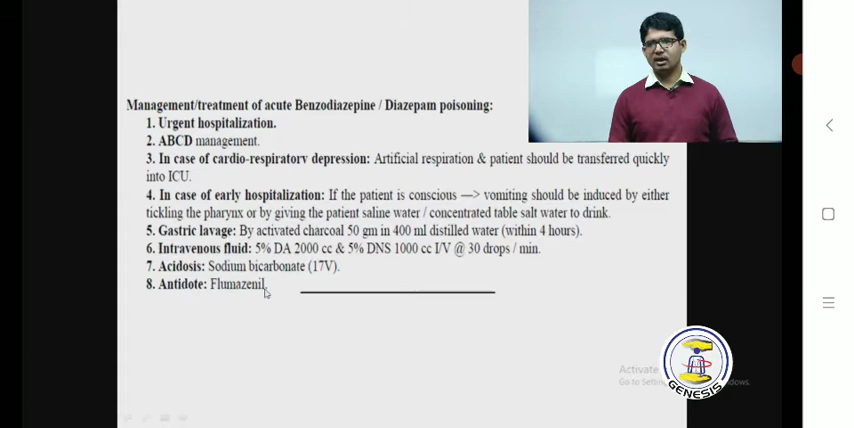 Management/treatment of acute Benzodiazepine / Diazepam poisoning:
1. Urgent hospitalization.
2. ABCD management.
3. In case of cardio-respiratory depression: Artificial respiration & patient should be transferred quickly
into ICU.
4. In case of early hospitalization: If the patient is conscious —> vomiting should be induced by either
tickling the pharynx or by giving the patient saline water / concentrated table salt water to drink.
5. Gastric lavage: By activated charcoal 50 gm in 400 ml distilled water (within 4 hours).
6. Intravenous fluid: 5% DA 2000 cc & 5% DNS 1000 cc I/V @ 30 drops / min.
7. Acidosis: Sodium bicarbonate (17V).
8. Antidote: Flumazenil.
Activate
Go to Settin
GENESIS